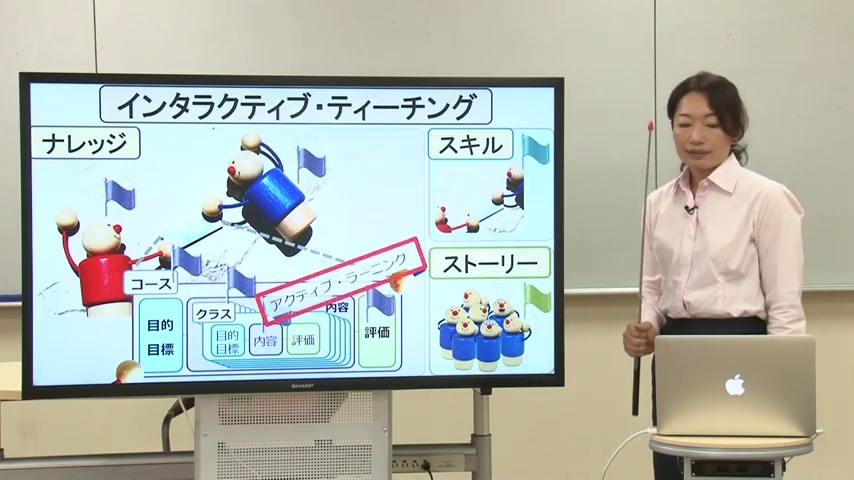 インタラクティブ・ティーチング
ナレッジ
スキル
アクティブ・ラーニング
ストーリー
コース
クラス
内容
目的
目標
目的
目標
内容
評価
評価
SHARP